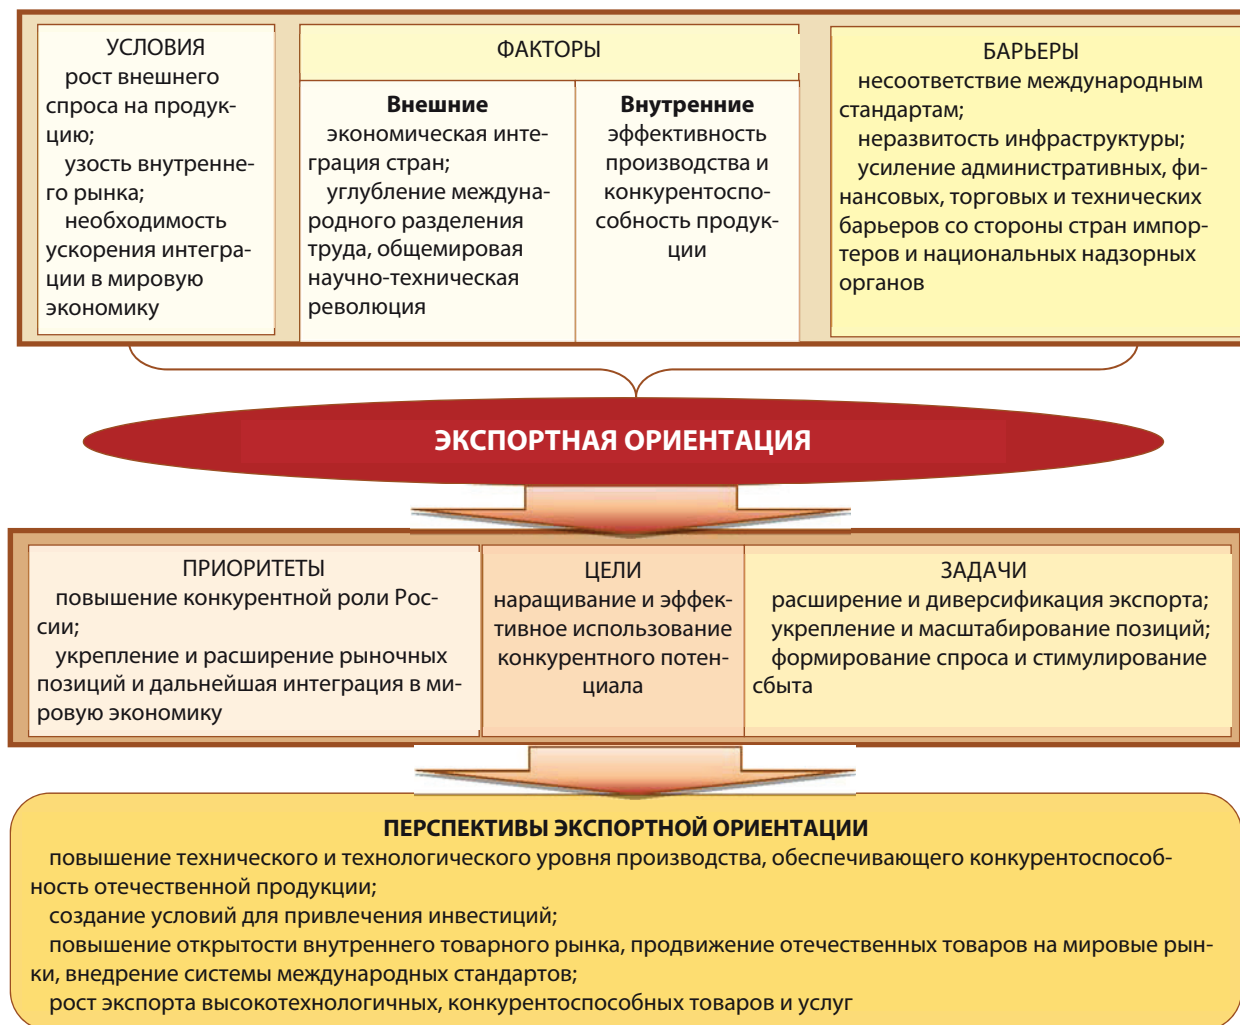 УСЛОВИЯ
рост внешнего
спроса на продук-
цию;
узость внутренне-
го рынка;
необходимость
ускорения интегра-
ции в мировую
экономику
ФАКТОРЫ
Внешние
экономическая инте-
грация стран;
углубление междуна-
родного разделения
труда, общемировая
научно-техническая
революция
Внутренние
эффективность
производства и
конкурентоспо-
собность продук-
ции
БАРЬЕРЫ
несоответствие международным
стандартам;
неразвитость инфраструктуры;
усиление административных, фи-
нансовых, торговых и технических
барьеров со стороны стран импор-
теров и национальных надзорных
органов
ЭКСПОРТНАЯ ОРИЕНТАЦИЯ
ПРИОРИТЕТЫ
повышение конкурентной роли Рос-
сии;
укрепление и расширение рыночных
позиций и дальнейшая интеграция в ми-
ровую экономику
ЦЕЛИ
наращивание и эффек-
тивное использование
конкурентного потен-
циала
ЗАДАЧИ
расширение и диверсификация экспорта;
укрепление и масштабирование позиций;
формирование спроса и стимулирование
сбыта
ПЕРСПЕКТИВЫ ЭКСПОРТНОЙ ОРИЕНТАЦИИ
повышение технического и технологического уровня производства, обеспечивающего конкурентоспособ-
ность отечественной продукции;
создание условий для привлечения инвестиций;
повышение открытости внутреннего товарного рынка, продвижение отечественных товаров на мировые рын-
ки, внедрение системы международных стандартов;
рост экспорта высокотехнологичных, конкурентоспособных товаров и услуг